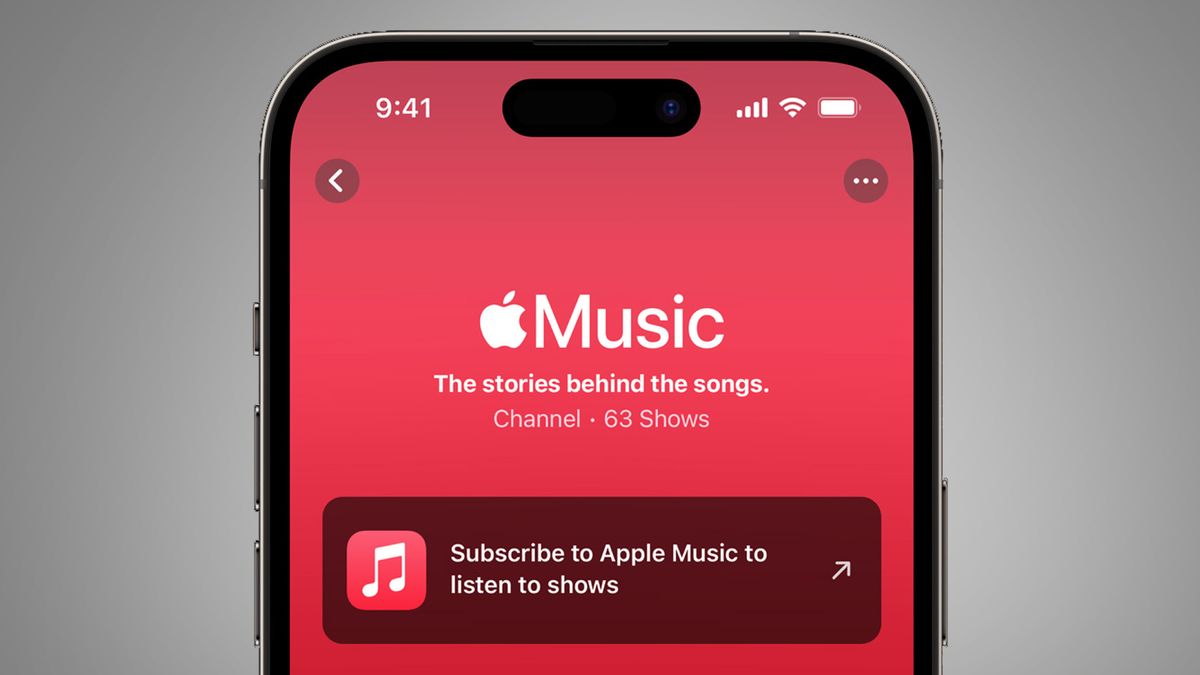 9:41
Music
The stories behind the songs.
Channel · 63 Shows
Subscribe to Apple Music to
listen to shows